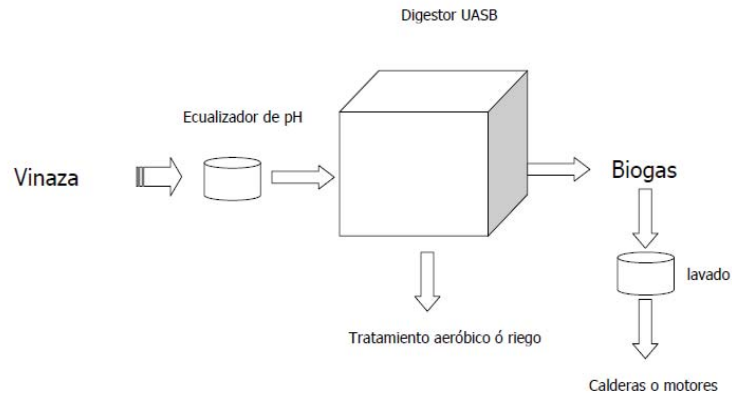 Digestor UASB
Ecualizador de pH
Vinaza
Biogas
lavado
Tratamiento aeróbico ó riego
Calderas o motores